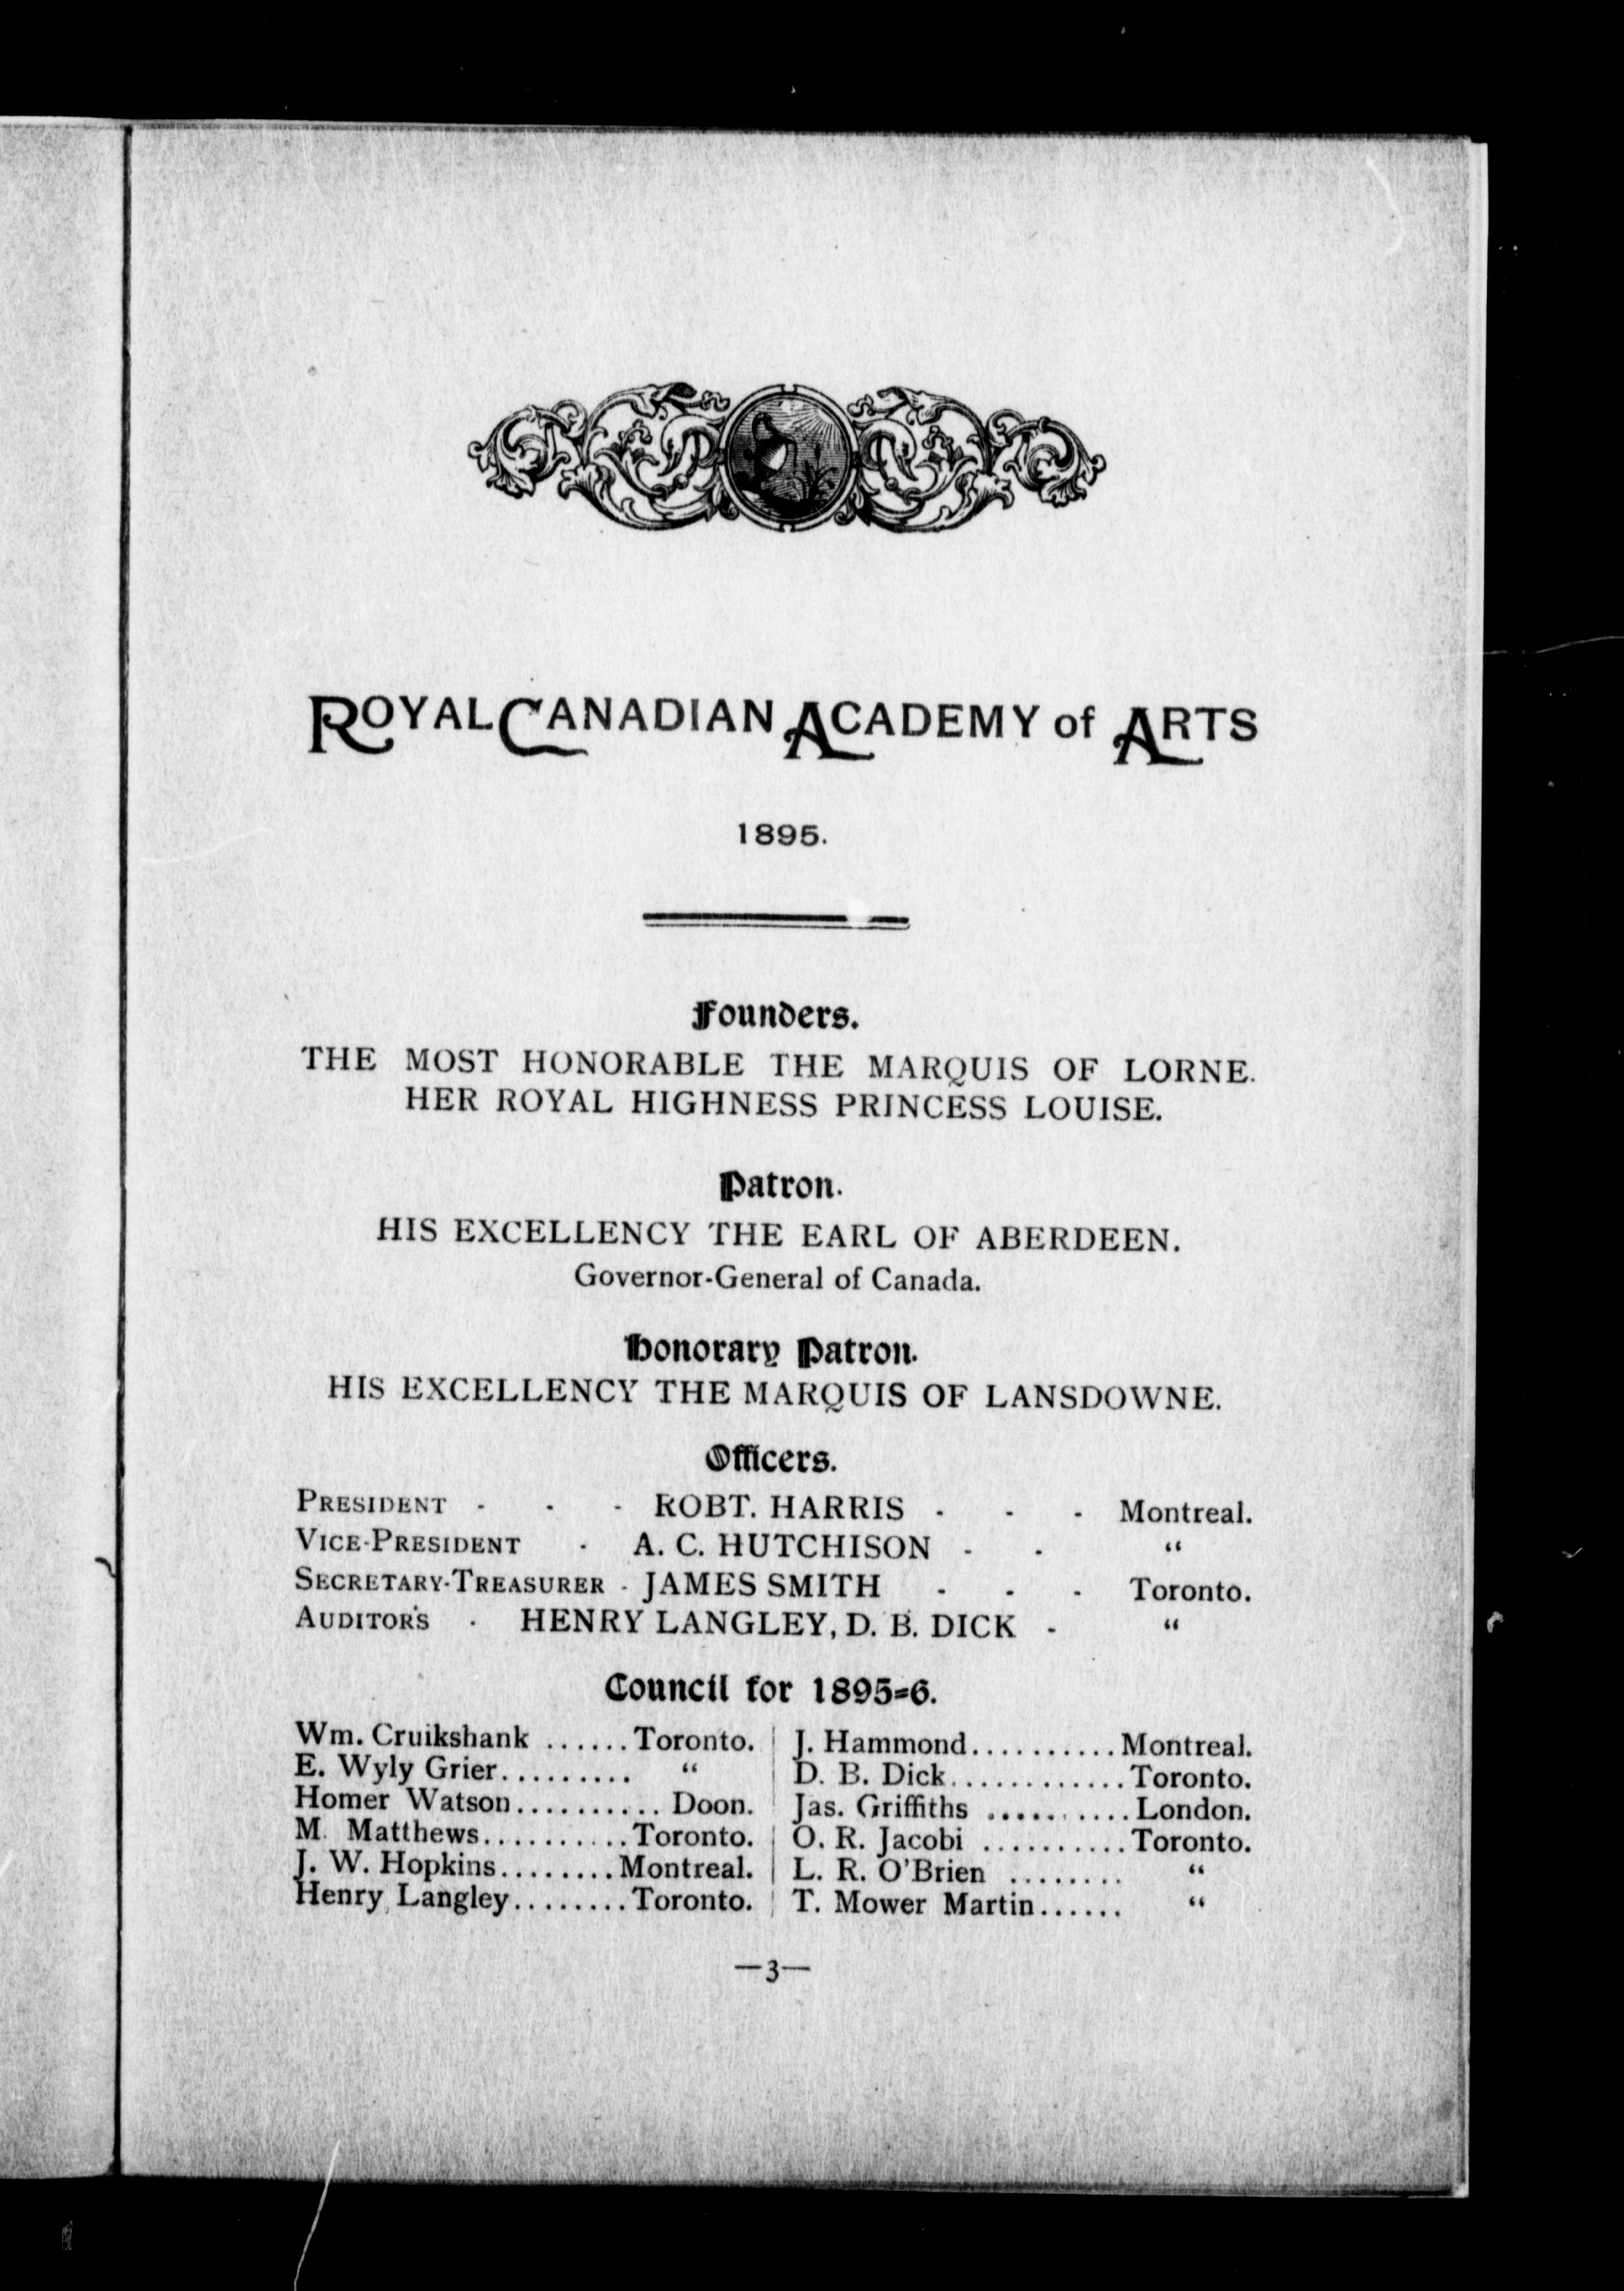 ROYAL CANADIAN ACADEMY of ARTS
1895.
Founders.
THE MOST HONORABLE THE MARQUIS OF LORNE.
HER ROYAL HIGHNESS PRINCESS LOUISE.
Patron.
HIS EXCELLENCY THE EARL OF ABERDEEN.
Governor-General of Canada.
Honorary Patron.
HIS EXCELLENCY THE MARQUIS OF LANSDOWNE.
Officers.
PRESIDENT - - - ROBT. HARRIS - - - Montreal.
VICE-PRESIDENT - A. C. HUTCHISON - - “
SECRETARY-TREASURER - JAMES SMITH - - - Toronto.
AUDITORS - HENRY LANGLEY, D. B. DICK - “
Council for 1895-6.
Wm. Cruikshank ......Toronto.
E. Wyly Grier......... “
Homer Watson.......... Doon.
M. Matthews..........Toronto.
J. W. Hopkins........Montreal.
Henry Langley........Toronto.
J. Hammond..........Montreal.
D. B. Dick............Toronto.
Jas. Griffiths ..........London.
O. R. Jacobi ..........Toronto.
L. R. O'Brien ........ “
T. Mower Martin...... “
—3—